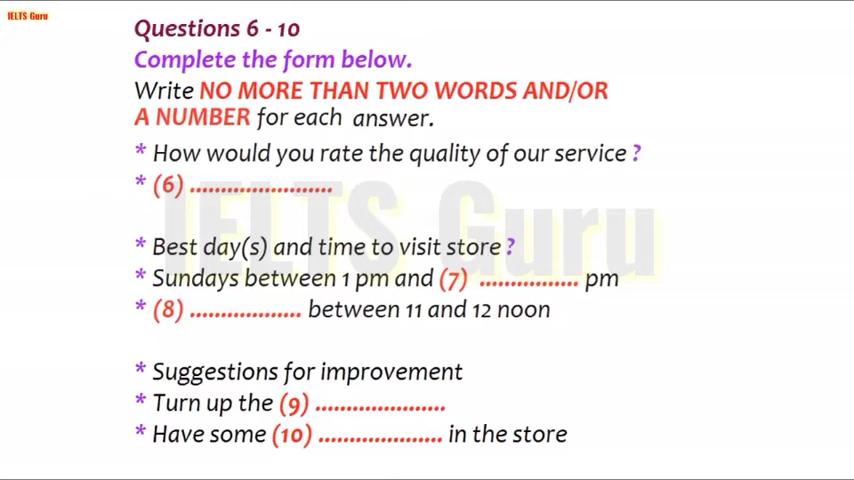 IELTS Guru
Questions 6 - 10
Complete the form below.
Write NO MORE THAN TWO WORDS AND/OR
A NUMBER for each answer.
* How would you rate the quality of our service ?
* (6) ........................
IELTS Guru
* Best day(s) and time to visit store ?
* Sundays between 1 pm and (7) ................ pm
* (8) .................. between 11 and 12 noon
* Suggestions for improvement
* Turn up the (9) .....................
* Have some (10) .................... in the store